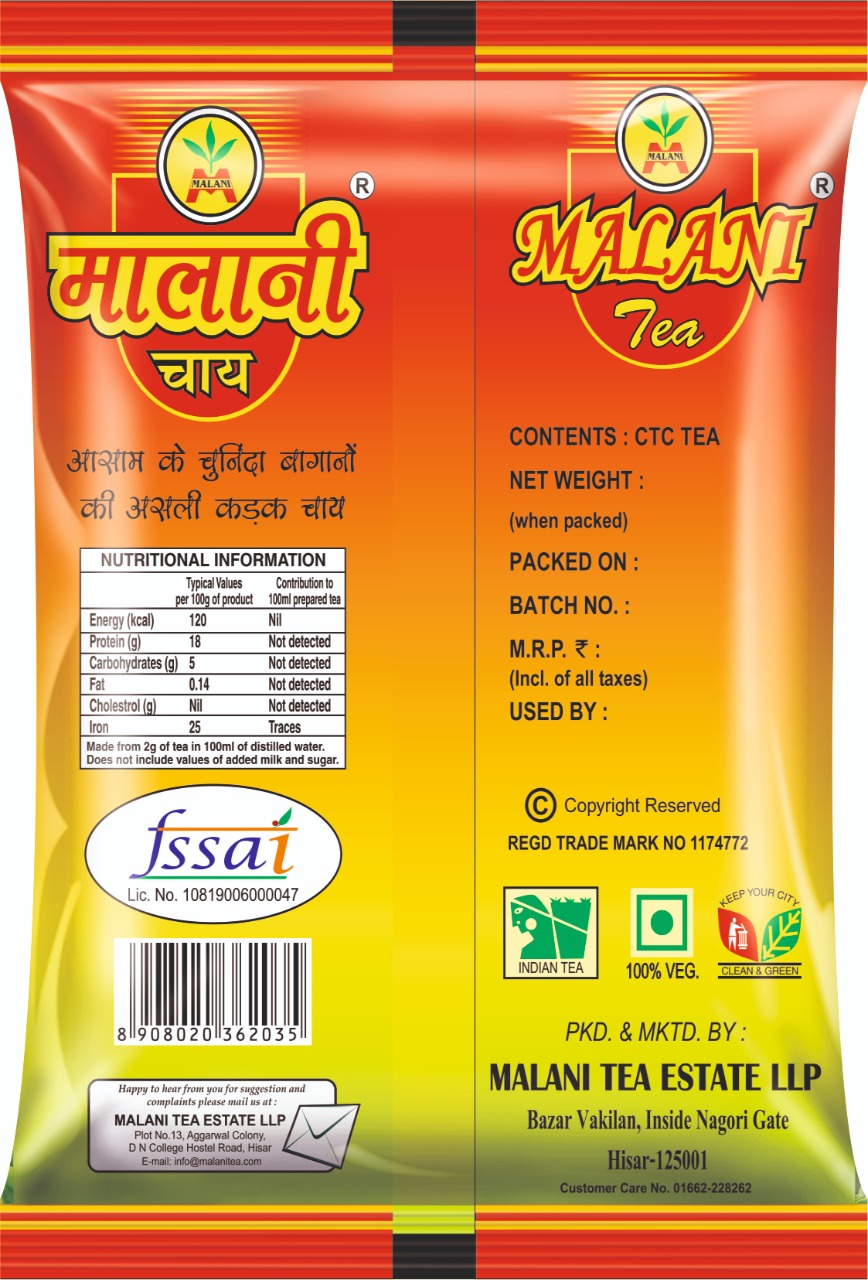 MALANI
®
मालानी
चाय
आसाम के चुनिंदा बागानों
की असली कड़क चाय
NUTRITIONAL INFORMATION
Typical Values per 100g of product Contribution to 100ml prepared tea
Energy (kcal) 120 Nil
Protein (g) 18 Not detected
Carbohydrates (g) 5 Not detected
Fat 0.14 Not detected
Cholestrol (g) Nil Not detected
Iron 25 Traces
Made from 2g of tea in 100ml of distilled water.
Does not include values of added milk and sugar.
fssai
Lic. No. 10819006000047
8 908020 362035
Happy to hear from you for suggestion and
complaints please mail us at :
MALANI TEA ESTATE LLP
Plot No.13, Aggarwal Colony,
D N College Hostel Road, Hisar
E-mail: info@malanitea.com
MALANI
®
MALANI
Tea
CONTENTS : CTC TEA
NET WEIGHT :
(when packed)
PACKED ON :
BATCH NO. :
M.R.P. ₹ :
(Incl. of all taxes)
USED BY :
© Copyright Reserved
REGD TRADE MARK NO 1174772
INDIAN TEA
100% VEG.
KEEP YOUR CITY
CLEAN & GREEN
PKD. & MKTD. BY :
MALANI TEA ESTATE LLP
Bazar Vakilan, Inside Nagori Gate
Hisar-125001
Customer Care No. 01662-228262